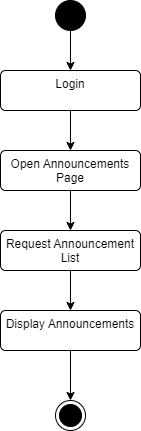 Login
Open Announcements
Page
Request Announcement
List
Display Announcements